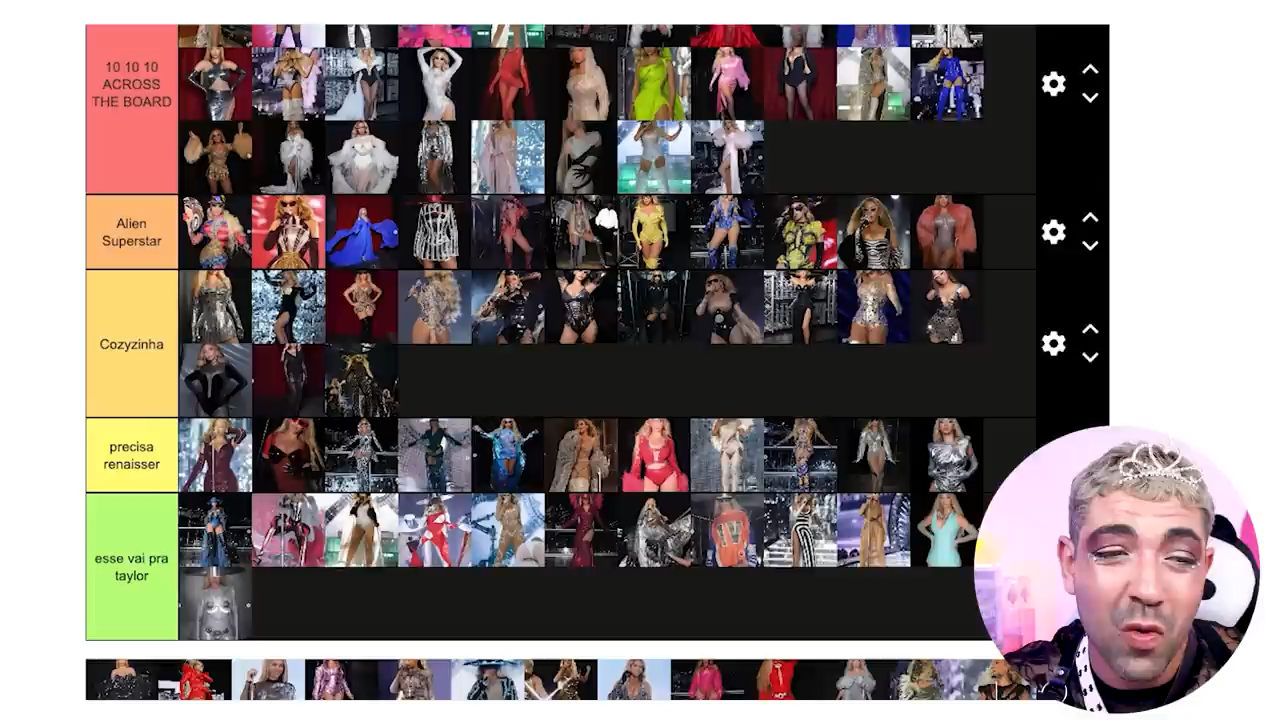 10 10 10
ACROSS
THE BOARD
Alien
Superstar
Cozyzinha
precisa
renaisser
esse vai pra
taylor